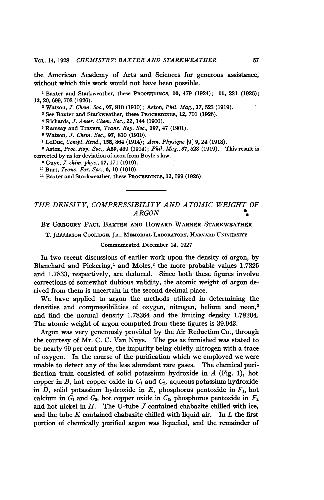 VOL. 14, 1928 CHEMISTRY: BAXTER AND STARKWEATHER 57
the American Academy of Arts and Sciences for generous assistance,
without which this work would not have been possible.
¹ Baxter and Starkweather, these PROCEEDINGS, 10, 479 (1924); 11, 231 (1925);
12, 20, 699, 703 (1926).
² Watson, J. Chem. Soc., 97, 810 (1910); Aston, Phil. Mag., 37, 523 (1919).
³ See Baxter and Starkweather, these PROCEEDINGS, 12, 703 (1926).
⁴ Richards, J. Amer. Chem. Soc., 22, 144 (1900).
⁵ Ramsay and Travers, Trans. Roy. Soc., 197, 47 (1901).
⁶ Watson, J. Chem. Soc., 97, 810 (1910).
⁷ Leduc, Compt. Rend., 158, 864 (1914); Ann. Physique [9] 9, 24 (1918).
⁸ Aston, Proc. Roy. Soc., 439 (1914); Phil. Mag., 37, 523 (1919). This result is
corrected by us for deviation of neon from Boyle's law.
⁹ Guye, J. chim. phys., 17, 171 (1919).
¹⁰ Burt, Trans. Far. Soc., 6, 19 (1910).
¹¹ Baxter and Starkweather, these PROCEEDINGS, 12, 699 (1926)
THE DENSITY, COMPRESSIBILITY AND ATOMIC WEIGHT OF
ARGON
BY GREGORY PAUL BAXTER AND HOWARD WARNER STARKWEATHER
T. JEFFERSON COOLIDGE, JR., MEMORIAL LABORATORY, HARVARD UNIVERSITY
Communicated December 14, 1927
In two recent discussions of earlier work upon the density of argon, by
Blanchard and Pickering,¹ and Moles,² the more probable values 1.7825
and 1.7833, respectively, are deduced. Since both these figures involve
corrections of somewhat dubious validity, the atomic weight of argon de-
rived from them is uncertain in the second decimal place.
We have applied to argon the methods utilized in determining the
densities and compressibilities of oxygen, nitrogen, helium and neon,³
and find the normal density 1.78364 and the limiting density 1.78204.
The atomic weight of argon computed from these figures is 39.943.
Argon was very generously provided by the Air Reduction Co., through
the courtesy of Mr. C. C. Van Nuys. The gas as furnished was stated to
be nearly 90 per cent pure, the impurity being chiefly nitrogen with a trace
of oxygen. In the course of the purification which we employed we were
unable to detect any of the less abundant rare gases. The chemical puri-
fication train consisted of solid potassium hydroxide in A (Fig. 1), hot
copper in B, hot copper oxide in C₁ and C₂, aqueous potassium hydroxide
in D, solid potassium hydroxide in E, phosphorus pentoxide in F₁, hot
calcium in G, hot copper oxide in C₃, phosphorus pentoxide in F₂
and hot nickel in H. The U-tube J contained chabazite chilled with ice,
and the tube K contained chabazite chilled with liquid air. In L the first
portion of chemically purified argon was liquefied, and the remainder of